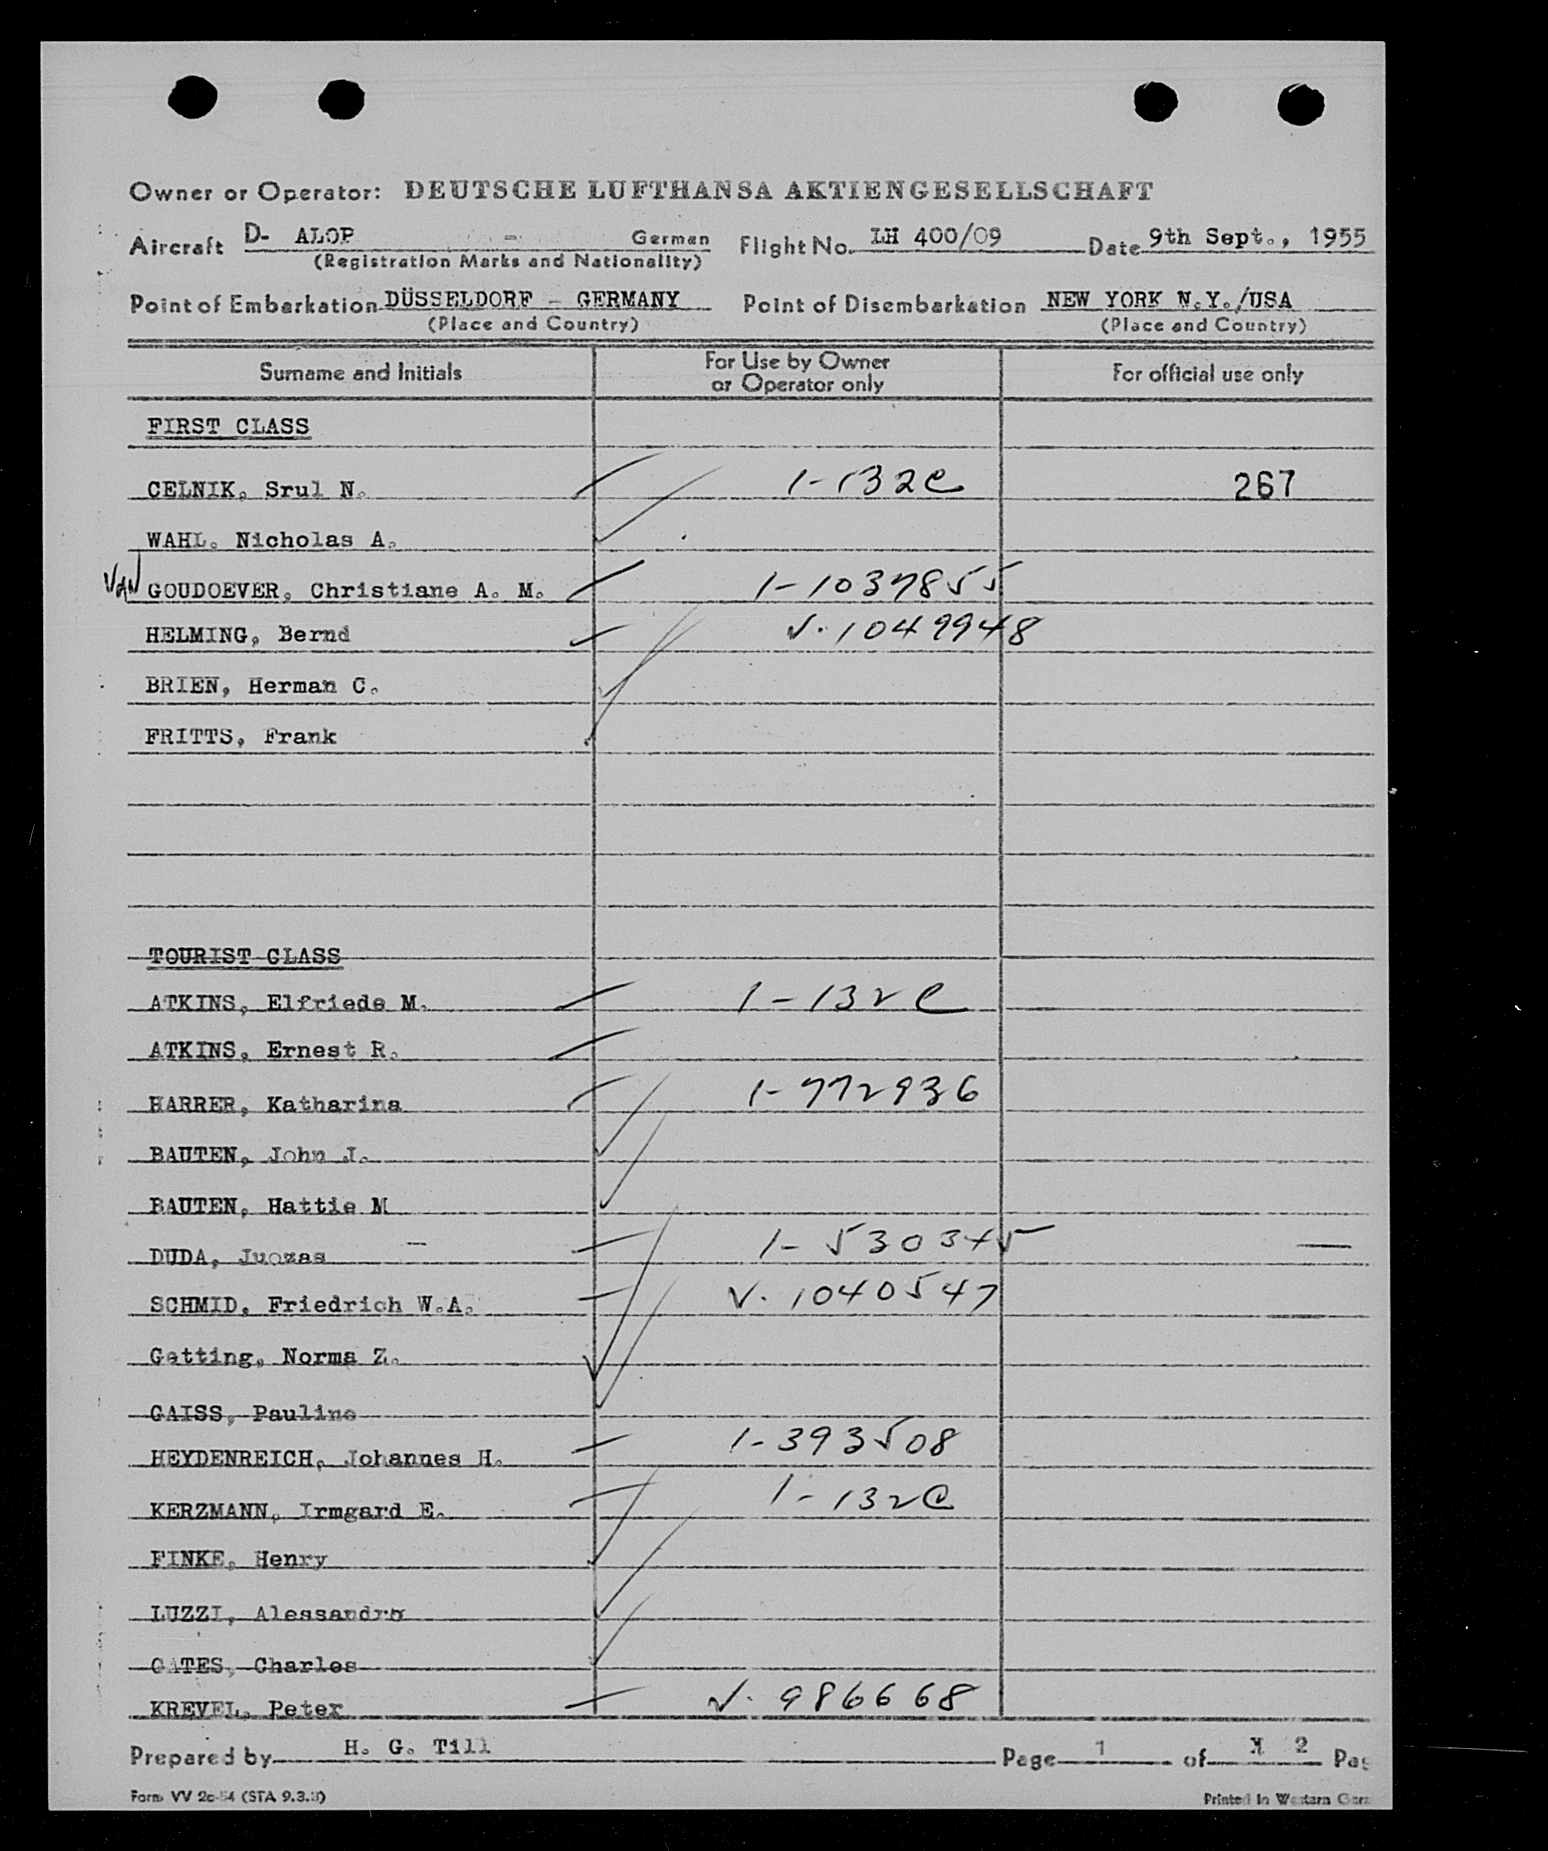 Owner or Operator: DEUTSCHE LUFTHANSA AKTIENGESELLSCHAFT
Aircraft D- ALOP - German Flight No. LH 400/09 Date 9th Sept., 1955
(Registration Marks and Nationality)
Point of Embarkation DÜSSELDORF - GERMANY Point of Disembarkation NEW YORK N.Y./USA
(Place and Country) (Place and Country)
Surname and Initials For Use by Owner or Operator only For official use only
FIRST CLASS
CELNIK, Srul N. 1-132C 267
WAHL, Nicholas A.
VAN GOUDOEVER, Christiane A. M. 1-1037855
HELMING, Bernd V-1049948
BRIEN, Herman C.
FRITTS, Frank
TOURIST CLASS
ATKINS, Elfriede M. 1-132C
ATKINS, Ernest R.
HARRER, Katharina 1-772936
BAUTEN, John J.
BAUTEN, Hattie M
DUDA, Juozas 1-530345
SCHMID, Friedrich W.A. V-1040547
Getting, Norma Z.
GAISS, Pauline
HEYDENREICH, Johannes H. 1-393508
KERZMANN, Irmgard E. 1-132C
FINKE, Henry
LUZZI, Alessandro
GATES, Charles
KREVEL, Peter V-986668
Prepared by H. G. Till Page 1 of 2 Pag
Form VV 2c-54 (STA 9.3.) Printed in Western Ger